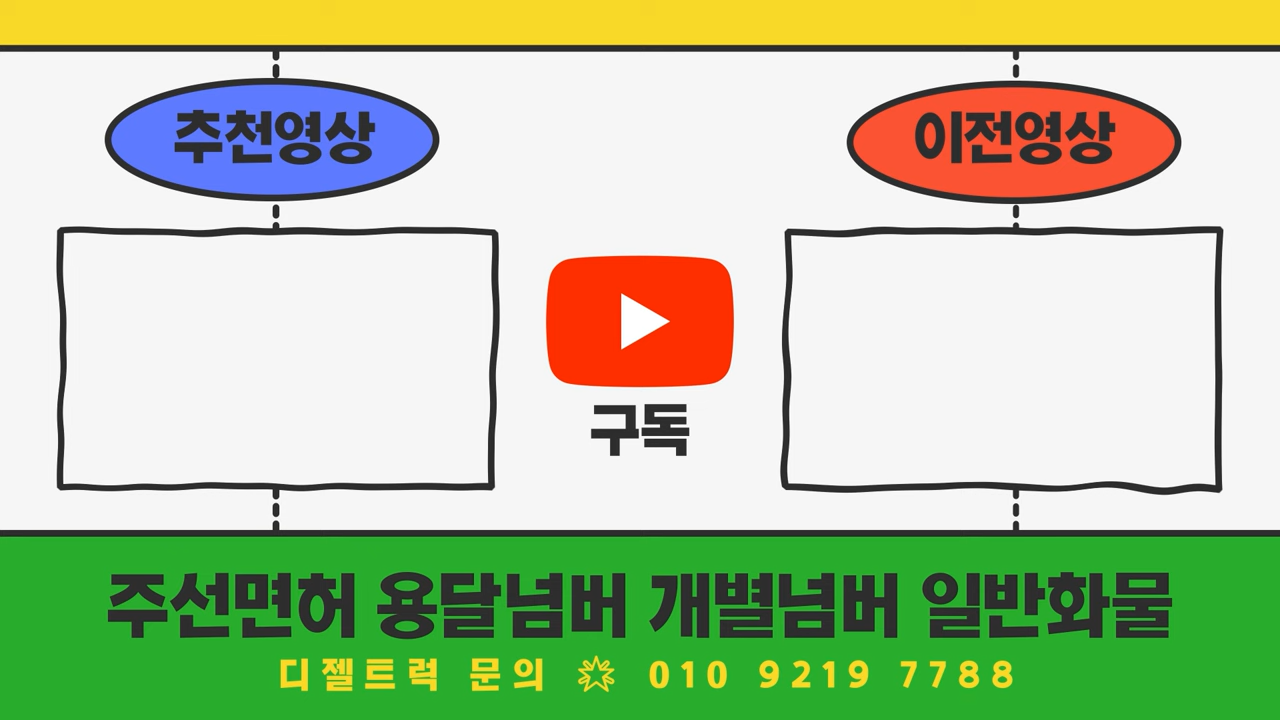 추천영상
이전영상
구독
주선면허 용달넘버 개별넘버 일반화물
디젤트럭 문의 010 9219 7788